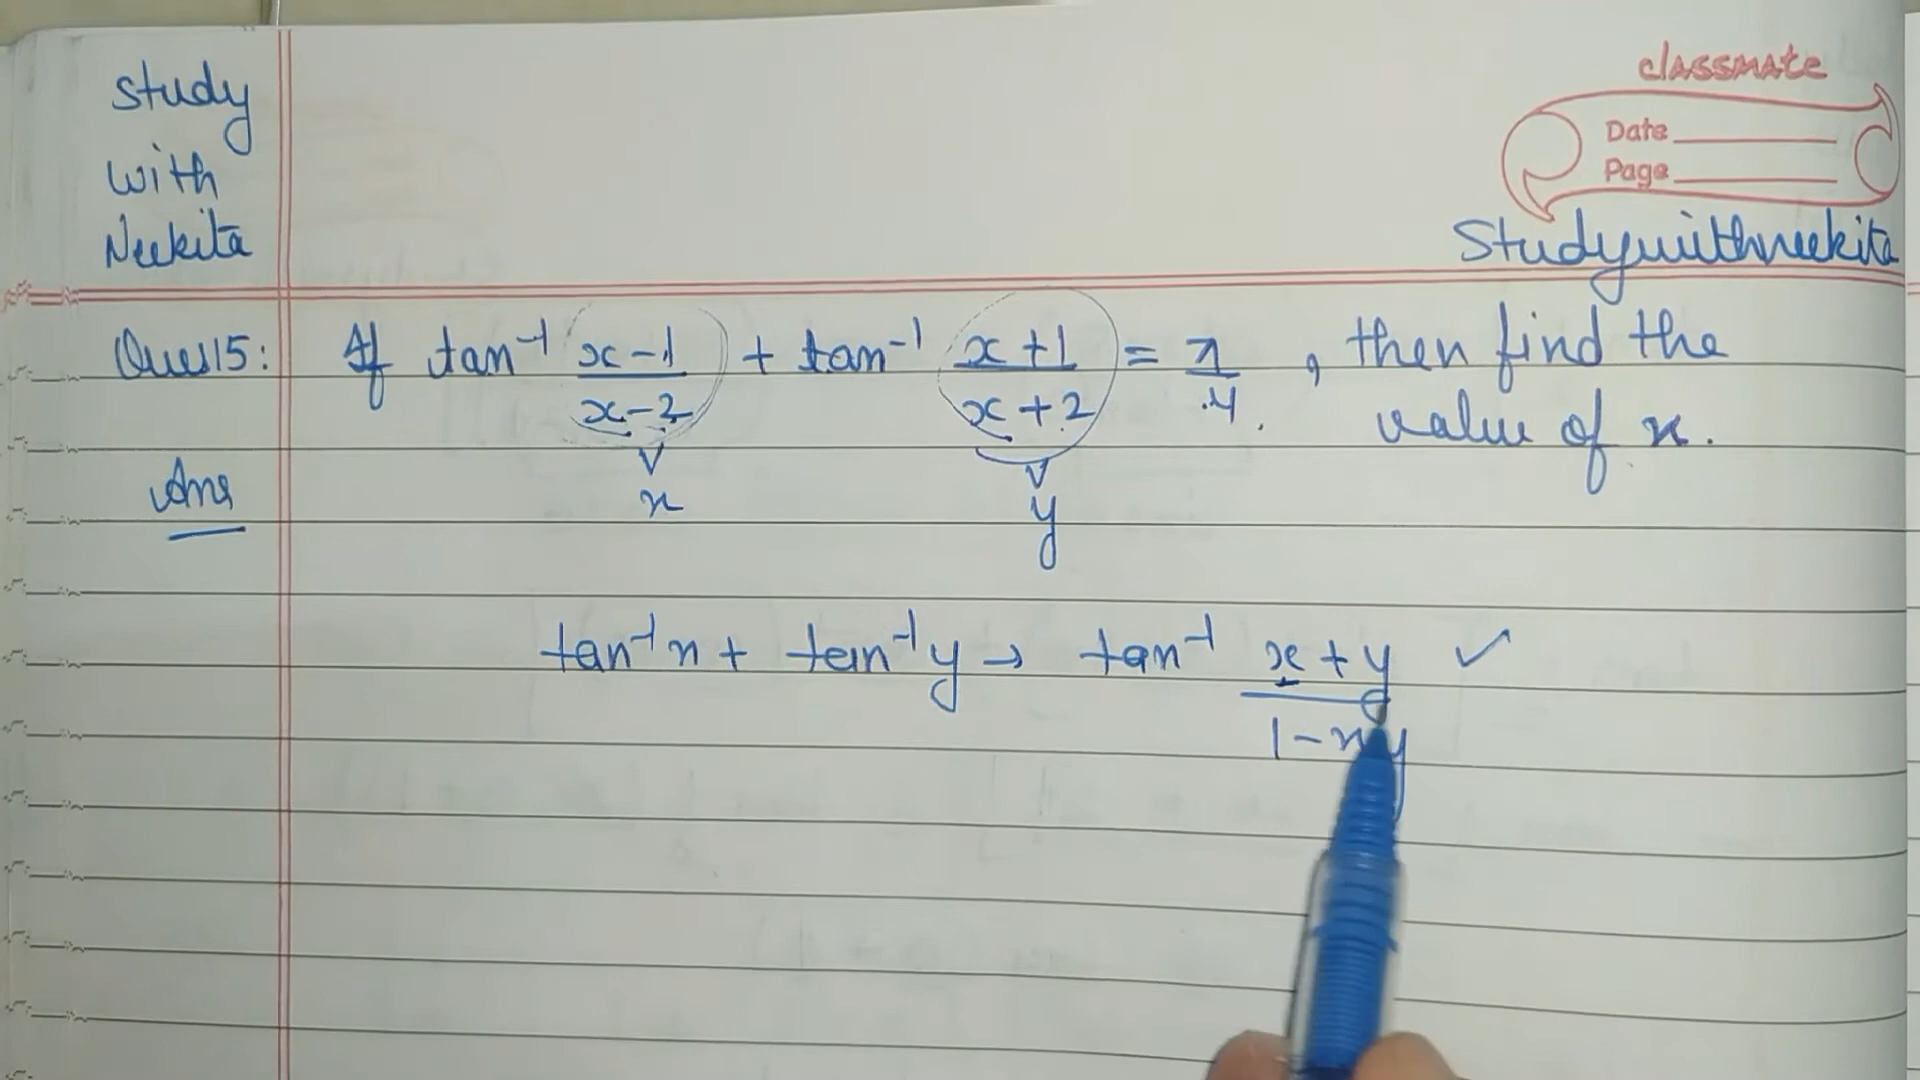 Study
with
Neekita
classmate
Date
Page
Studywithneekita
Ques15: If tan⁻¹ (x-1)/(x-2) + tan⁻¹ (x+1)/(x+2) = π/4, then find the
value of x.
Ans
x
y
tan⁻¹x + tan⁻¹y → tan⁻¹ (x+y)/(1-xy) ✓